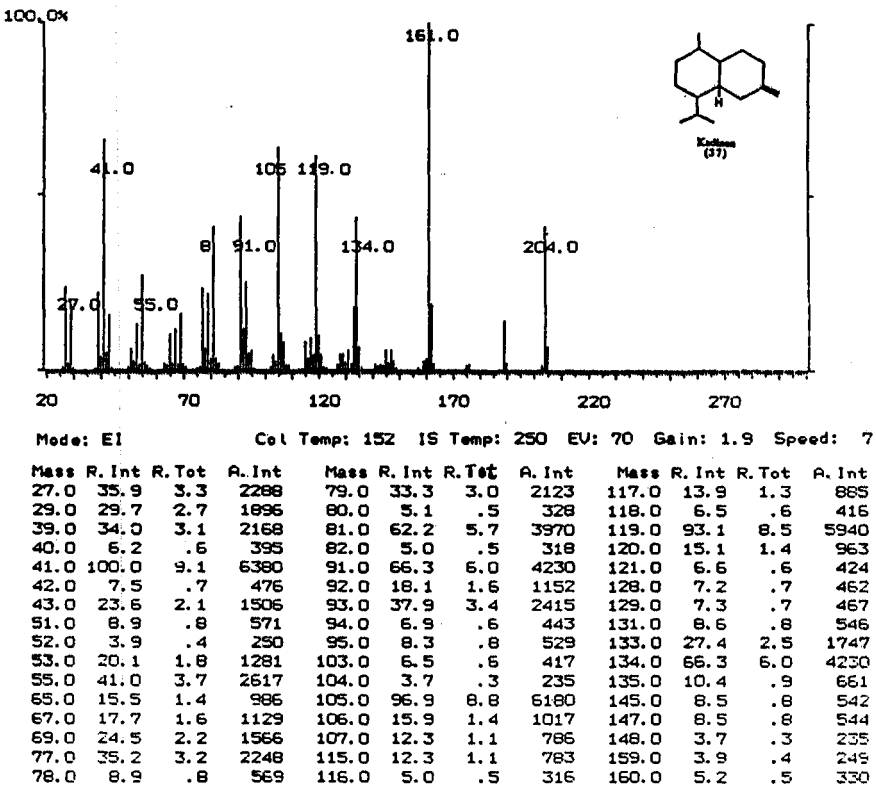 100.0%
161.0
H
(37)
41.0
105 119.0
8 91.0
134.0
204.0
27.0 55.0
20 70 120 170 220 270
Mode: EI Col Temp: 152 IS Temp: 250 EV: 70 Gain: 1.9 Speed: 7
Mass R. Int R. Tot A. Int Mass R. Int R. Tot A. Int Mass R. Int R. Tot A. Int
27.0 35.9 3.3 2288 79.0 33.3 3.0 2123 117.0 13.9 1.3 885
29.0 29.7 2.7 1896 80.0 5.1 .5 328 118.0 6.5 .6 416
39.0 34.0 3.1 2168 81.0 62.2 5.7 3970 119.0 93.1 8.5 5940
40.0 6.2 .6 395 82.0 5.0 .5 318 120.0 15.1 1.4 963
41.0 100.0 9.1 6380 91.0 66.3 6.0 4230 121.0 6.6 .6 424
42.0 7.5 .7 476 92.0 18.1 1.6 1152 128.0 7.2 .7 462
43.0 23.6 2.1 1506 93.0 37.9 3.4 2415 129.0 7.3 .7 467
51.0 8.9 .8 571 94.0 6.9 .6 443 131.0 8.6 .8 546
52.0 3.9 .4 250 95.0 8.3 .8 529 133.0 27.4 2.5 1747
53.0 20.1 1.8 1281 103.0 6.5 .6 417 134.0 66.3 6.0 4230
55.0 41.0 3.7 2617 104.0 3.7 .3 235 135.0 10.4 .9 661
65.0 15.5 1.4 986 105.0 96.9 8.8 6180 145.0 8.5 .8 542
67.0 17.7 1.6 1129 106.0 15.9 1.4 1017 147.0 8.5 .8 544
69.0 24.5 2.2 1566 107.0 12.3 1.1 786 148.0 3.7 .3 235
77.0 35.2 3.2 2248 115.0 12.3 1.1 783 159.0 3.9 .4 249
78.0 8.9 .8 569 116.0 5.0 .5 316 160.0 5.2 .5 330